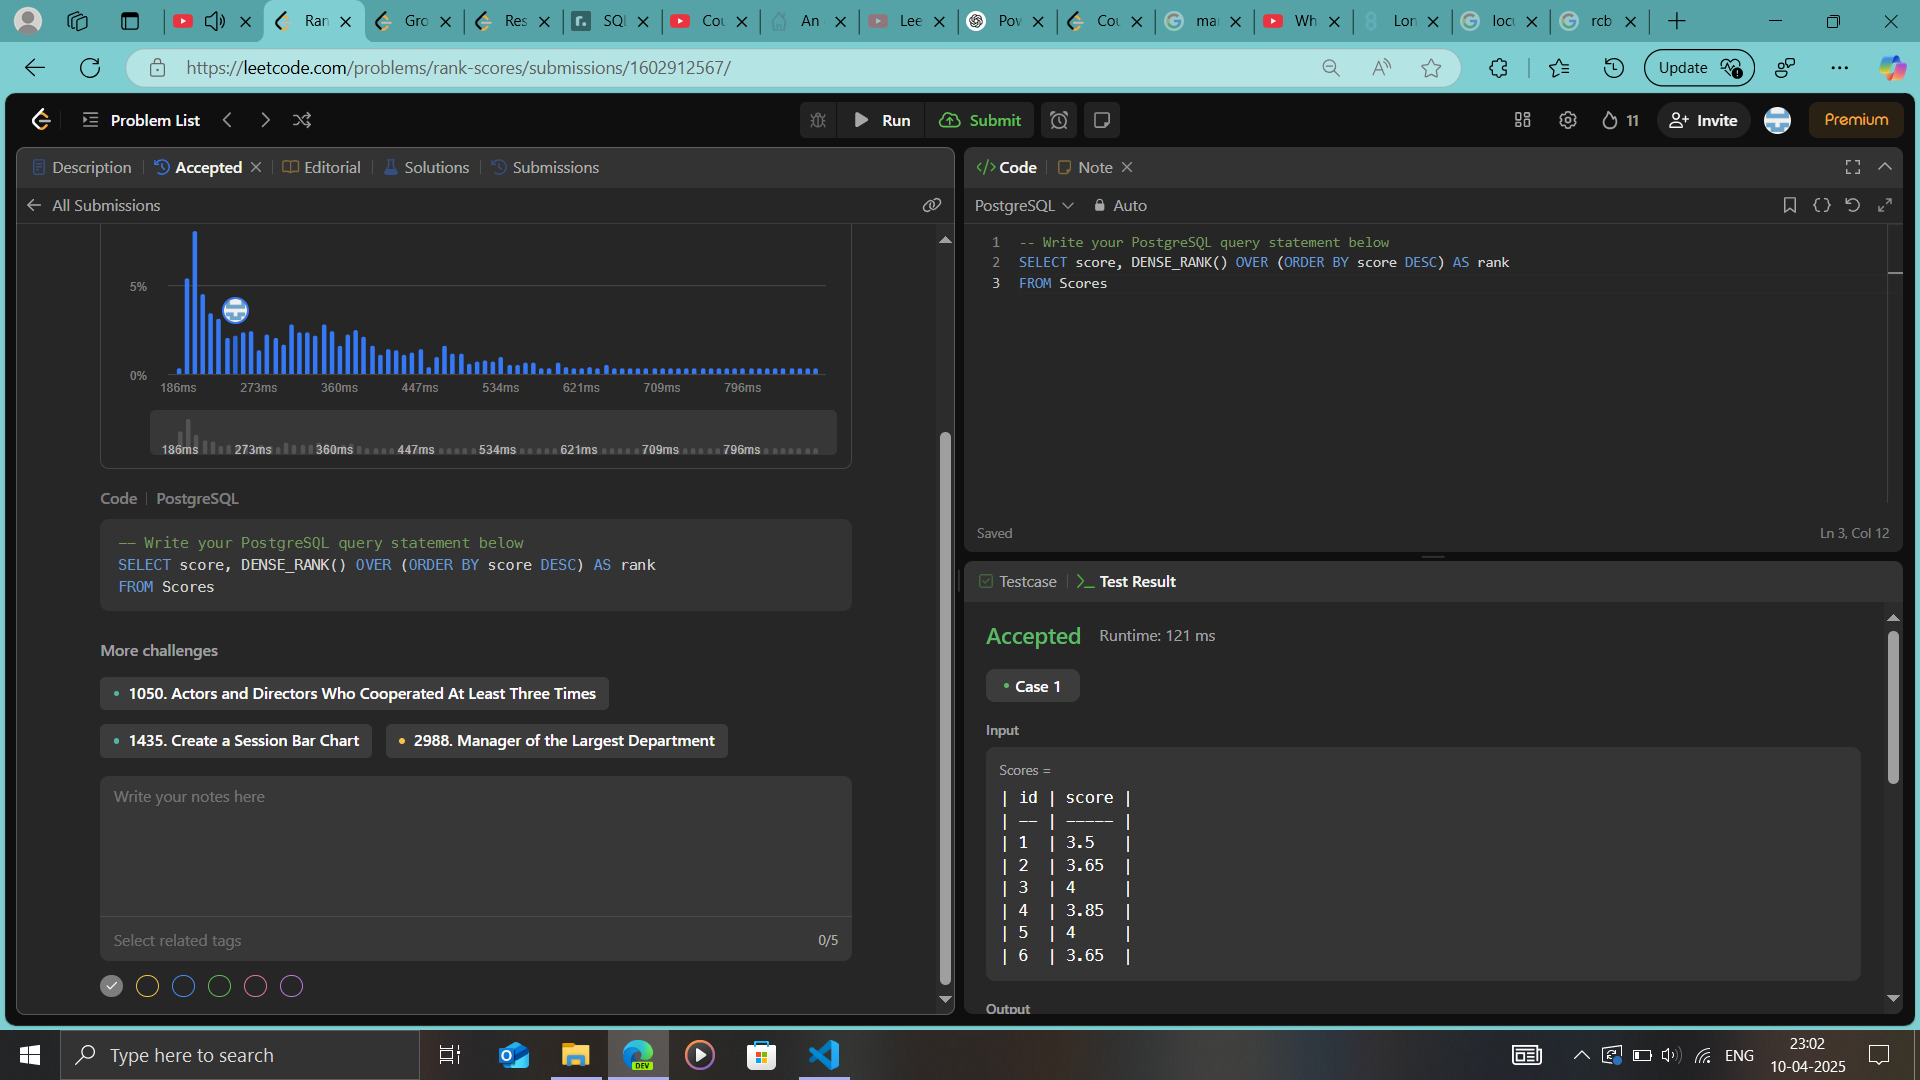 Ran
Gro
Res
SQL
Cou
An
Lee
Pow
Cou
mai
Wh
Lon
locu
rcb
https://leetcode.com/problems/rank-scores/submissions/1602912567/
Update
Problem List
Run
Submit
11
Invite
Premium
Description
Accepted
Editorial
Solutions
Submissions
All Submissions
5%
0%
186ms 273ms 360ms 447ms 534ms 621ms 709ms 796ms
186ms 273ms 360ms 447ms 534ms 621ms 709ms 796ms
Code | PostgreSQL
-- Write your PostgreSQL query statement below
SELECT score, DENSE_RANK() OVER (ORDER BY score DESC) AS rank
FROM Scores
More challenges
1050. Actors and Directors Who Cooperated At Least Three Times
1435. Create a Session Bar Chart
2988. Manager of the Largest Department
Write your notes here
Select related tags
0/5
</> Code
Note
PostgreSQL
Auto
1 -- Write your PostgreSQL query statement below
2 SELECT score, DENSE_RANK() OVER (ORDER BY score DESC) AS rank
3 FROM Scores
Saved
Ln 3, Col 12
Testcase
Test Result
Accepted
Runtime: 121 ms
Case 1
Input
Scores =
| id | score |
| -- | ----- |
| 1 | 3.5 |
| 2 | 3.65 |
| 3 | 4 |
| 4 | 3.85 |
| 5 | 4 |
| 6 | 3.65 |
Output
Type here to search
DEV
ENG
23:02
10-04-2025